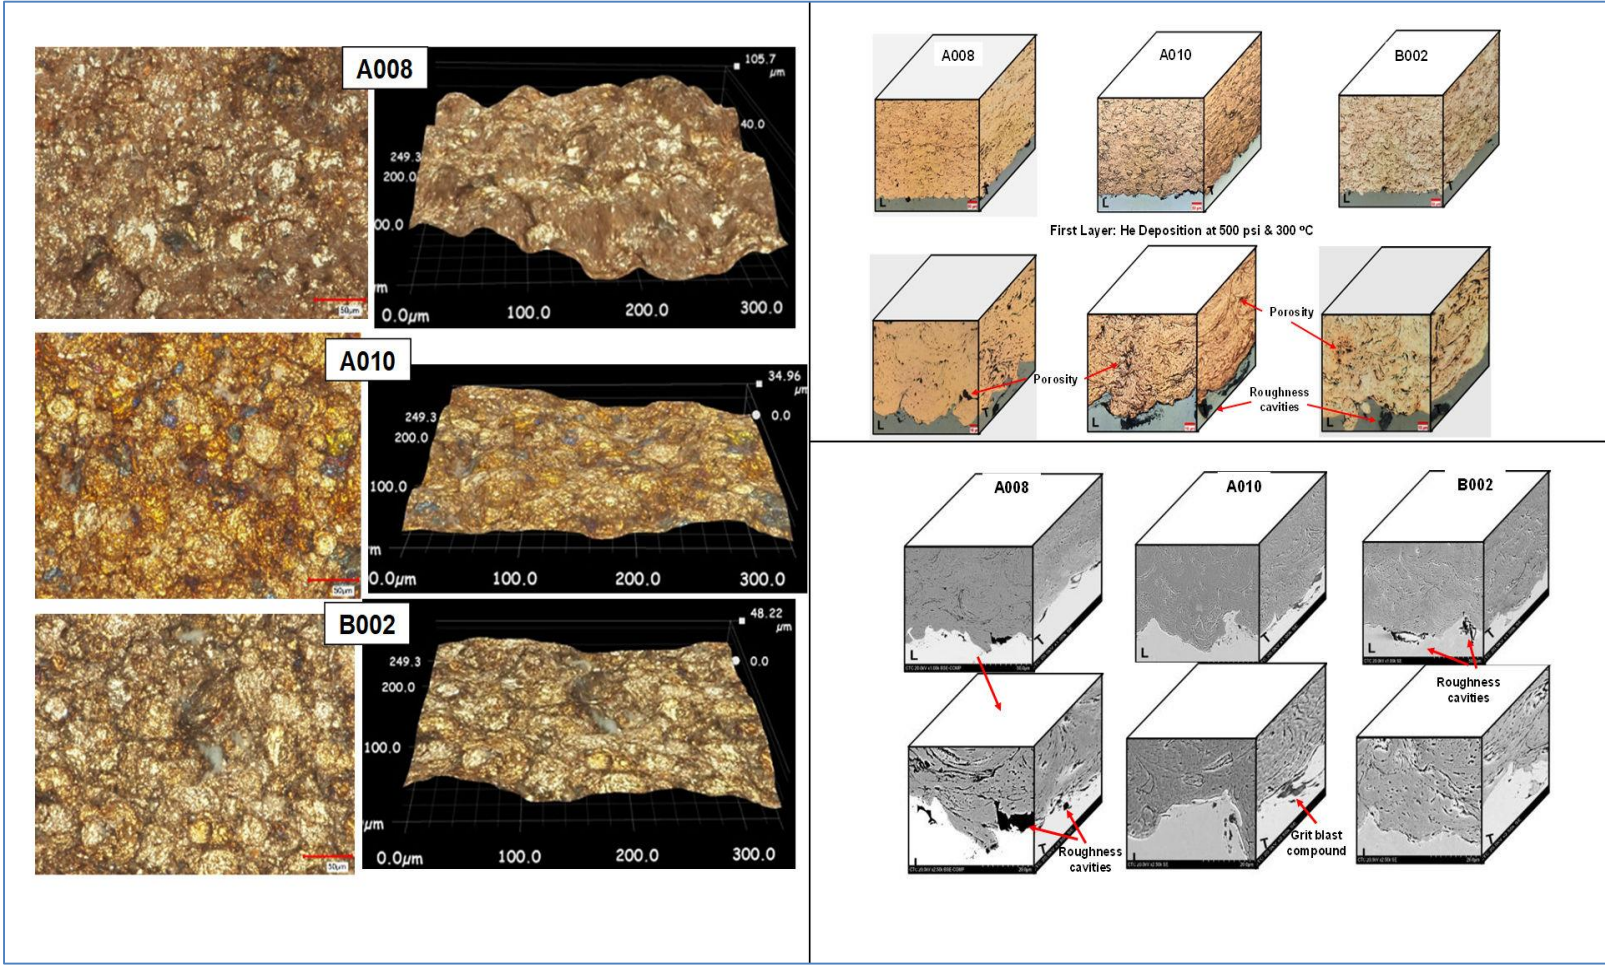 A008
105.7
µm
40.0
249.3
200.0
00.0
m
0.0µm
100.0
200.0
300.0
50µm
A010
34.96
µm
0.0
249.3
200.0
100.0
m
0.0µm
100.0
200.0
300.0
50µm
B002
48.22
µm
0.0
249.3
200.0
100.0
µm
0.0µm
100.0
200.0
300.0
50µm
A008
A010
B002
L
T
L
T
L
T
First Layer: He Deposition at 500 psi & 300 ºC
Porosity
Porosity
Roughness
cavities
L
T
L
L
A008
A010
B002
L
T
L
T
L
T
Roughness
cavities
Roughness
cavities
Grit blast
compound
L
T
L
L
T